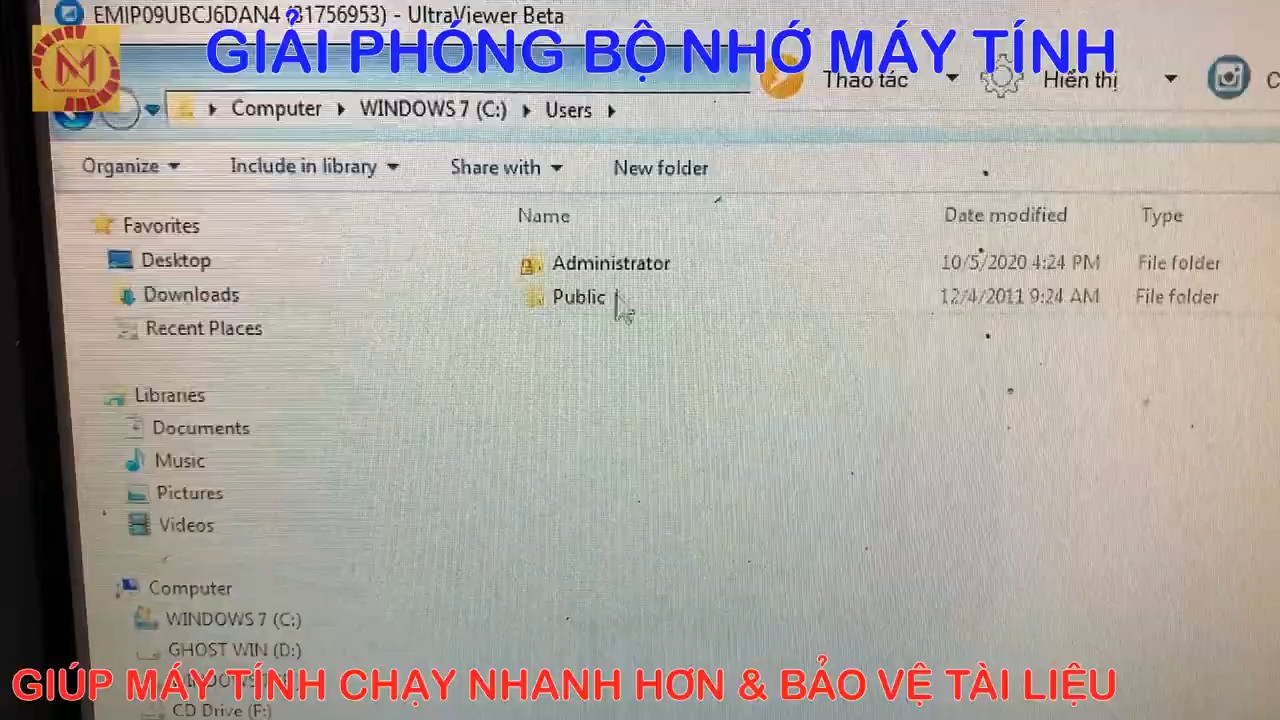 EMIP09UBCJ6DAN4 (31756953) - UltraViewer Beta
GIẢI PHÓNG BỘ NHỚ MÁY TÍNH
Thao tác
Hiển thị
Computer
WINDOWS 7 (C:)
Users
Organize
Include in library
Share with
New folder
Name
Date modified
Type
Favorites
Administrator
10/5/2020 4:24 PM
File folder
Desktop
Public
12/4/2011 9:24 AM
File folder
Downloads
Recent Places
Libraries
Documents
Music
Pictures
Videos
Computer
WINDOWS 7 (C:)
GHOST WIN (D:)
GIÚP MÁY TÍNH CHẠY NHANH HƠN & BẢO VỆ TÀI LIỆU
CD Drive (F:)